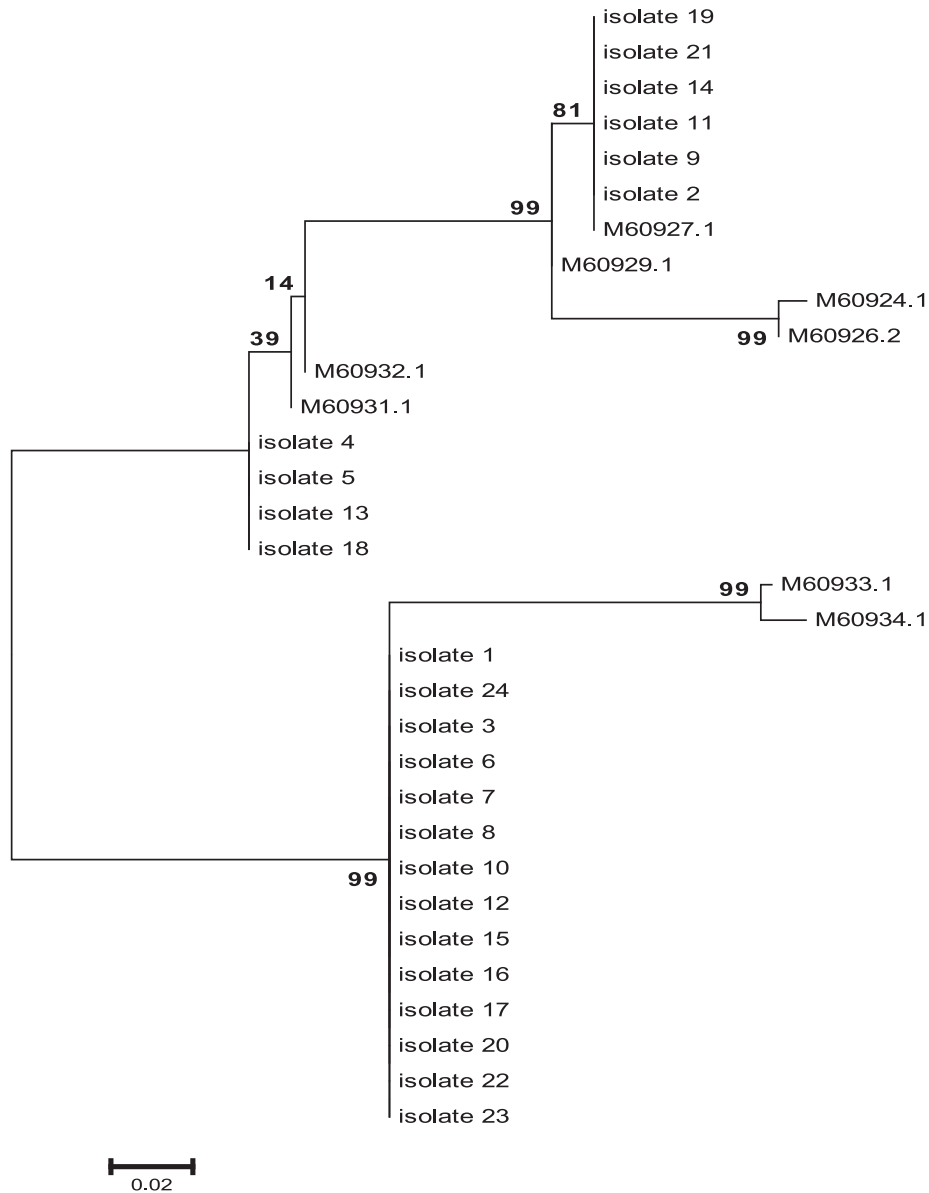 isolate 19
isolate 21
isolate 14
81
isolate 11
isolate 9
isolate 2
99
M60927.1
M60929.1
14
M60924.1
39
99
M60926.2
M60932.1
M60931.1
isolate 4
isolate 5
isolate 13
isolate 18
99
M60933.1
M60934.1
isolate 1
isolate 24
isolate 3
isolate 6
isolate 7
isolate 8
isolate 10
99
isolate 12
isolate 15
isolate 16
isolate 17
isolate 20
isolate 22
isolate 23
0.02